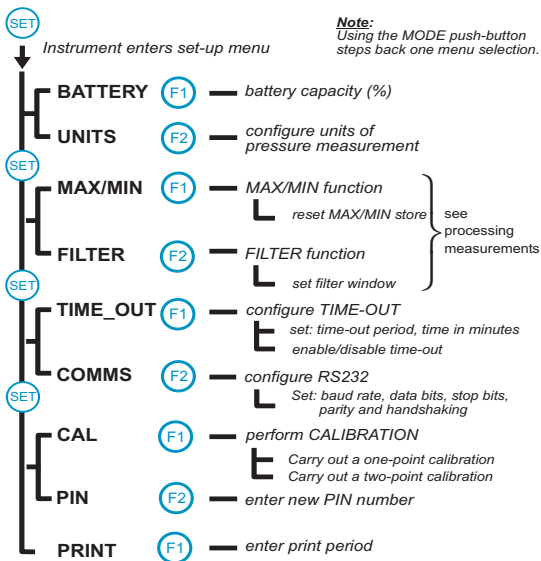 SET
Note:
Using the MODE push-button
steps back one menu selection.
Instrument enters set-up menu
BATTERY F1 battery capacity (%)
UNITS F2 configure units of
pressure measurement
SET
MAX/MIN F1 MAX/MIN function
reset MAX/MIN store
see
processing
measurements
FILTER F2 FILTER function
set filter window
SET
TIME_OUT F1 configure TIME-OUT
set: time-out period, time in minutes
enable/disable time-out
COMMS F2 configure RS232
Set: baud rate, data bits, stop bits,
parity and handshaking
SET
CAL F1 perform CALIBRATION
Carry out a one-point calibration
Carry out a two-point calibration
PIN F2 enter new PIN number
PRINT F1 enter print period